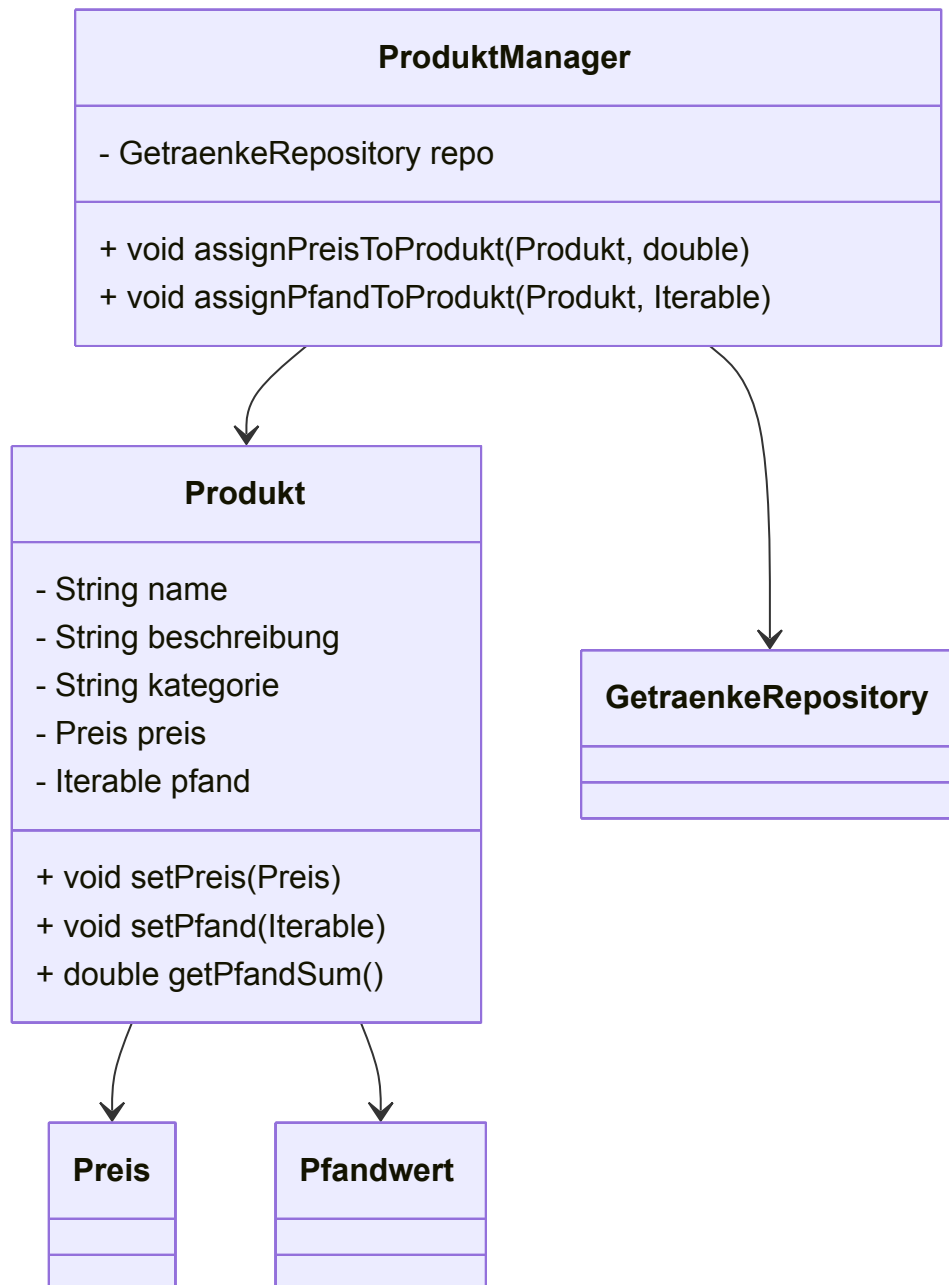 ProduktManager
- GetraenkeRepository repo
+ void assignPreisToProdukt(Produkt, double)
+ void assignPfandToProdukt(Produkt, Iterable)
Produkt
- String name
- String beschreibung
- String kategorie
- Preis preis
- Iterable pfand
+ void setPreis(Preis)
+ void setPfand(Iterable)
+ double getPfandSum()
GetraenkeRepository
Preis
Pfandwert